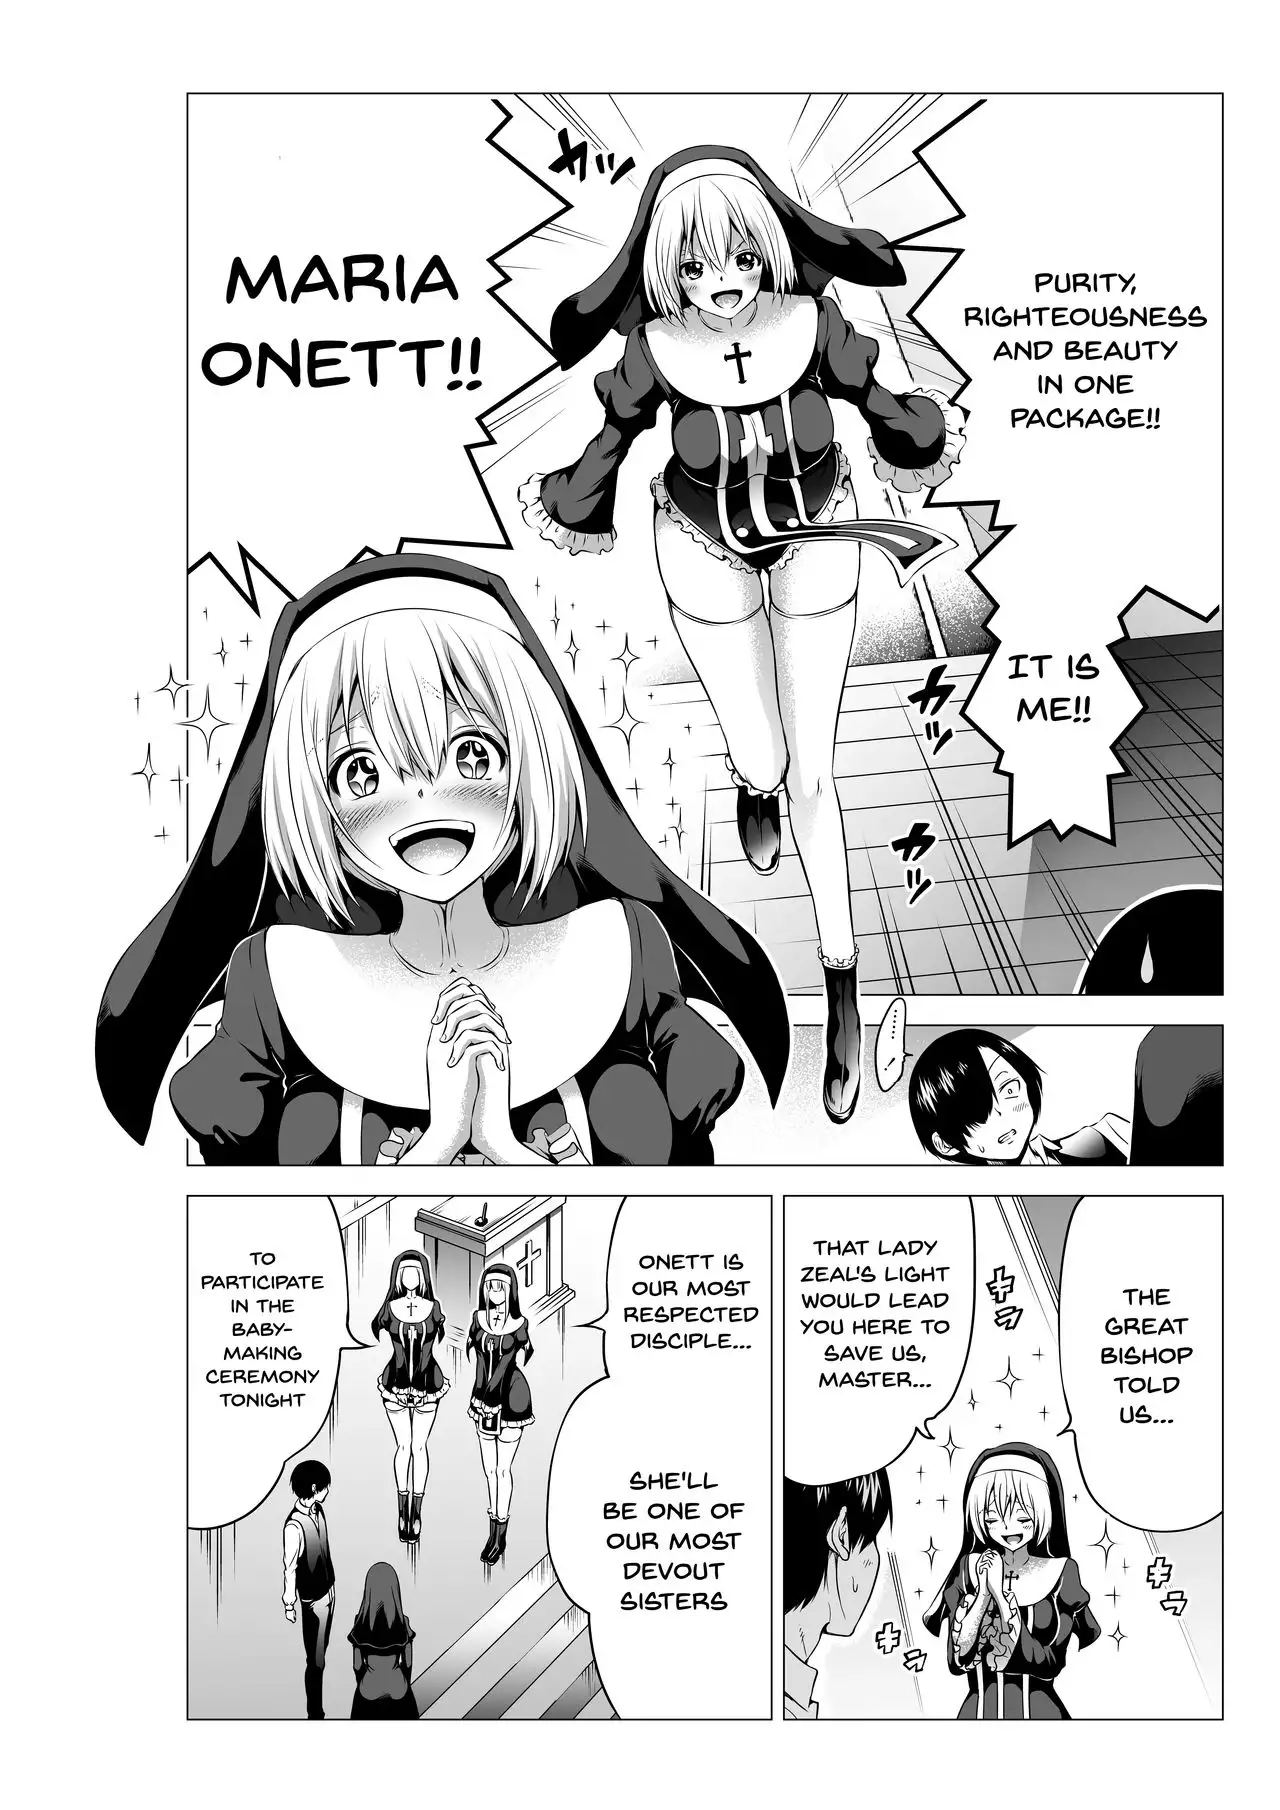 PURITY,
RIGHTEOUSNESS
AND BEAUTY
IN ONE
PACKAGE!!
IT IS
ME!!
MARIA
ONETT!!
カッ
カッ
カッ
......!
THE
GREAT
BISHOP
TOLD
US...
THAT LADY
ZEAL'S LIGHT
WOULD LEAD
YOU HERE TO
SAVE US,
MASTER...
キラ
キラ
キラ
ONETT IS
OUR MOST
RESPECTED
DISCIPLE...
SHE'LL
BE ONE OF
OUR MOST
DEVOUT
SISTERS
TO
PARTICIPATE
IN THE
BABY-
MAKING
CEREMONY
TONIGHT